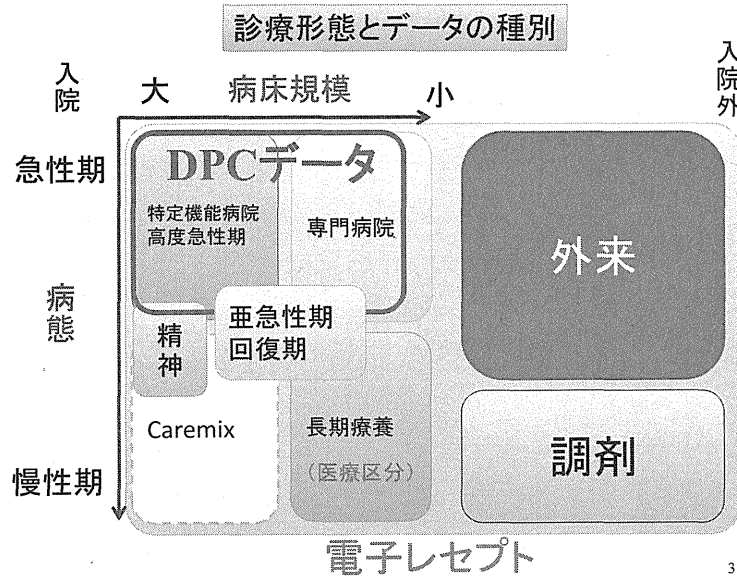 診療形態とデータの種別
入院
大
病床規模
小
入院外
急性期
DPCデータ
特定機能病院
高度急性期
専門病院
外来
病態
精神
亜急性期
回復期
Caremix
長期療養
(医療区分)
調剤
慢性期
電子レセプト
3